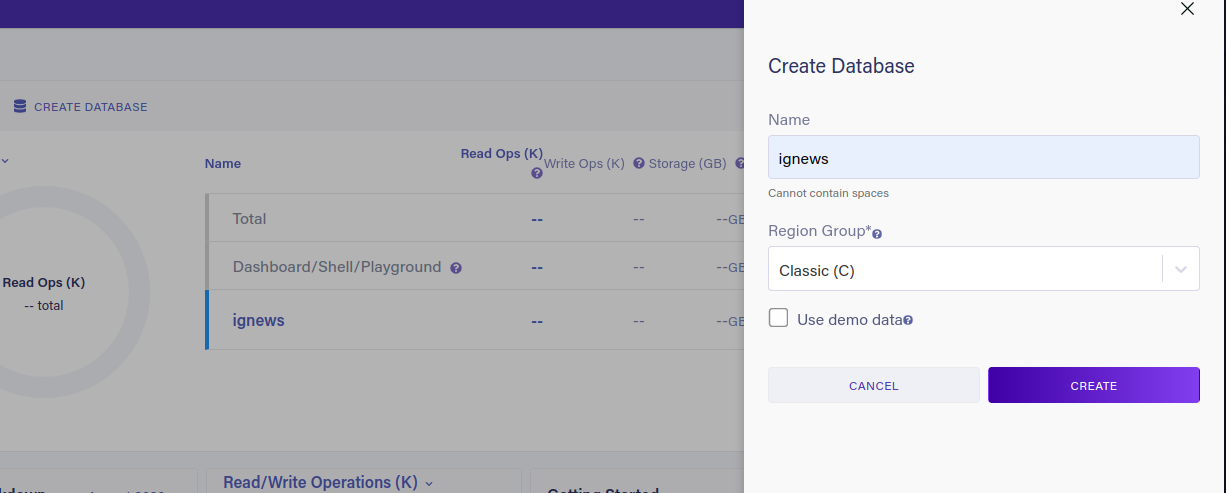 CREATE DATABASE
Name
Read Ops (K)
Write Ops (K)
Storage (GB)
Total
--
--
--GB
Dashboard/Shell/Playground
--
--
--GB
ignews
--
--
--GB
Read Ops (K)
-- total
Read/Write Operations (K)
Getting Started
Create Database
Name
ignews
Cannot contain spaces
Region Group*
Classic (C)
Use demo data
CANCEL
CREATE